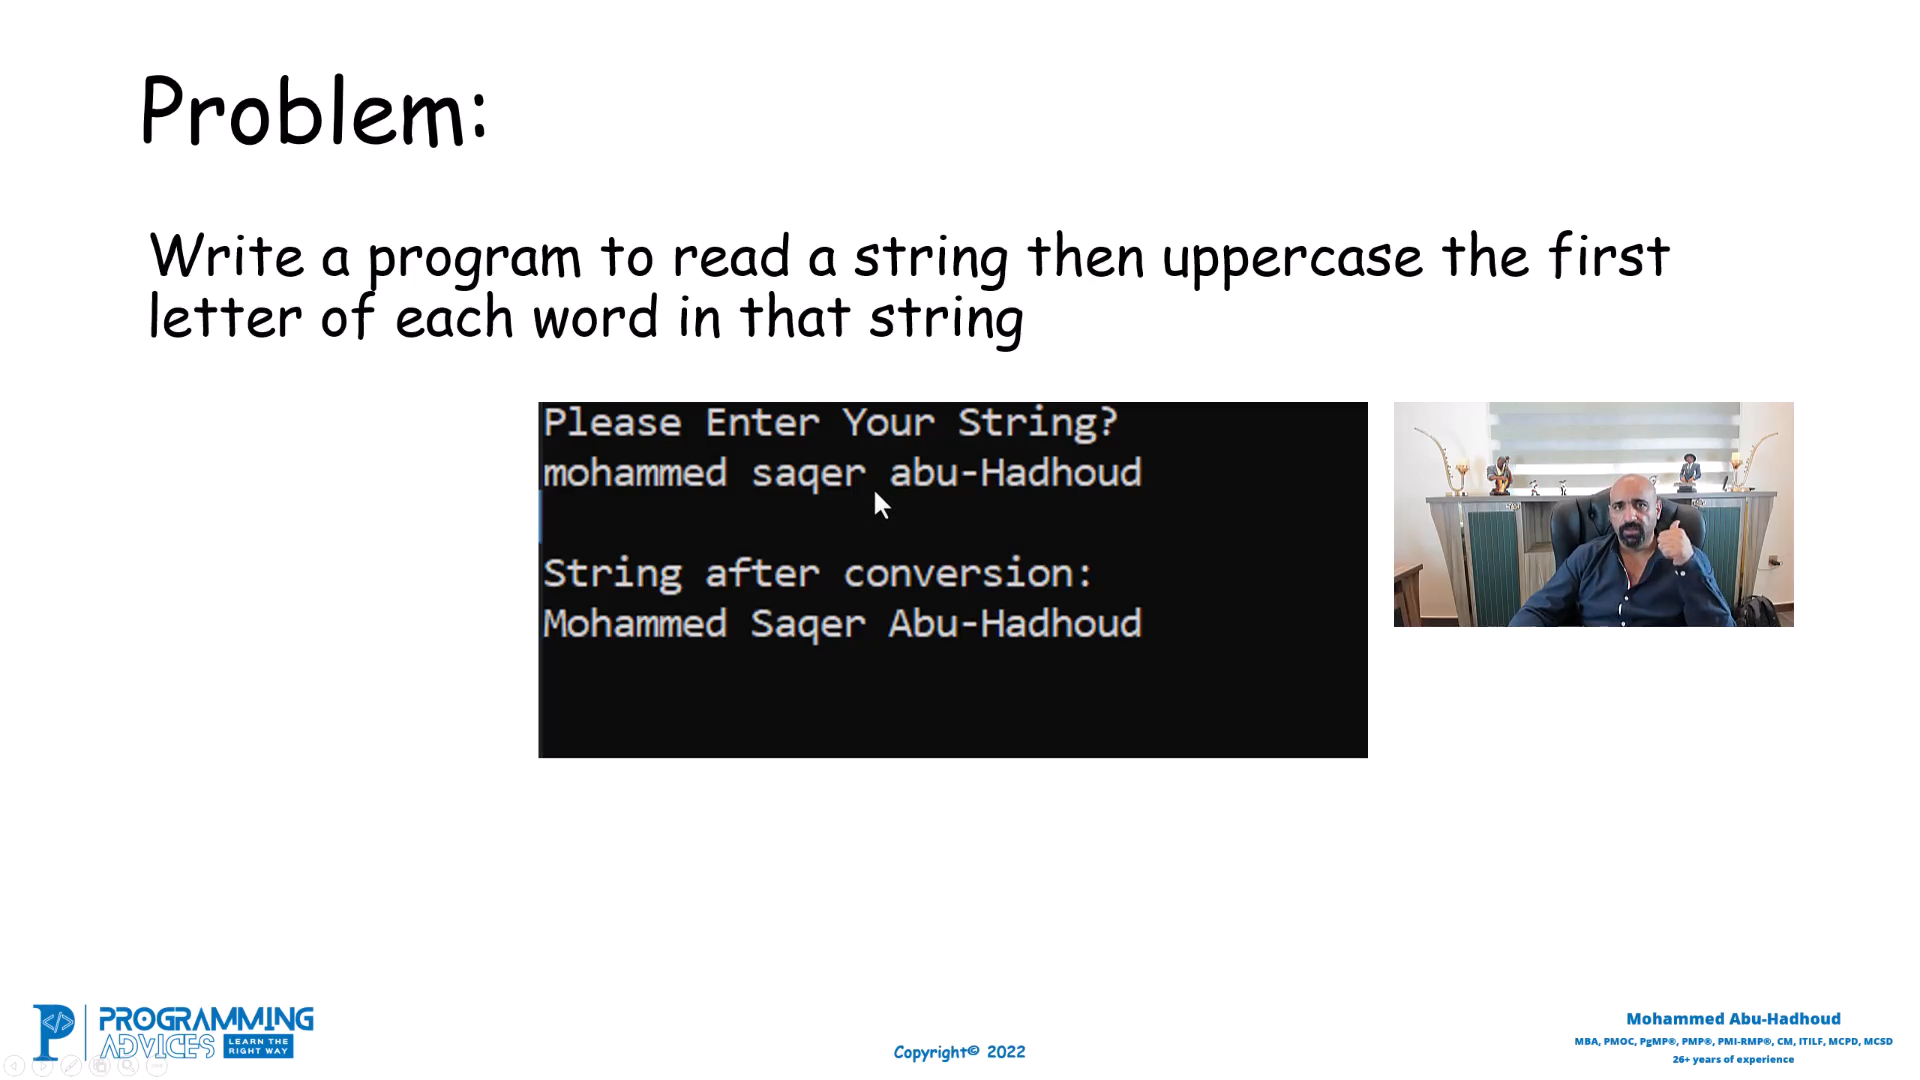 Problem:
Write a program to read a string then uppercase the first
letter of each word in that string
Please Enter Your String?
mohammed saqer abu-Hadhoud
String after conversion:
Mohammed Saqer Abu-Hadhoud
P </>
PROGRAMMING
ADVICES
LEARN THE
RIGHT WAY
Copyright© 2022
Mohammed Abu-Hadhoud
MBA, PMOC, PgMP®, PMP®, PMI-RMP®, CM, ITILF, MCPD, MCSD
26+ years of experience